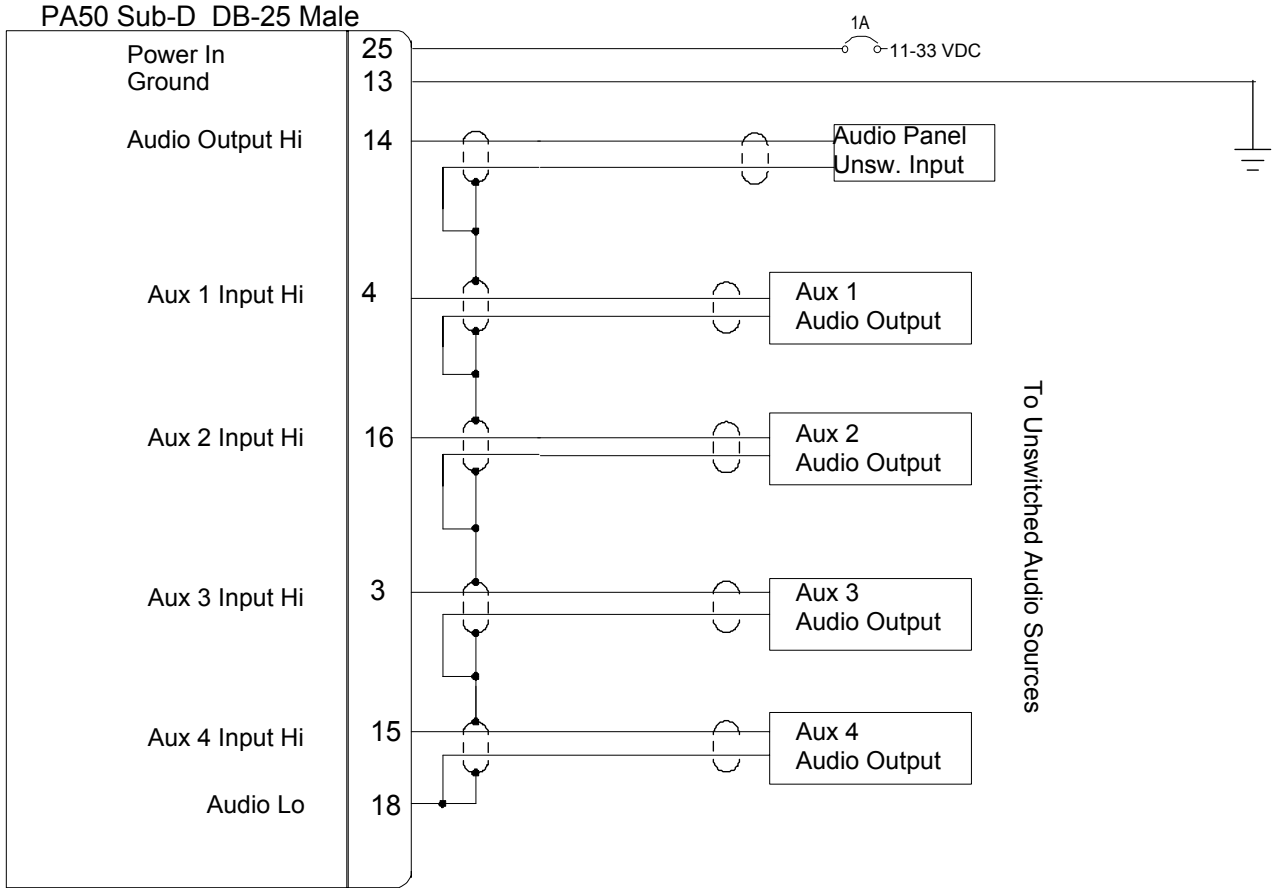 PA50 Sub-D DB-25 Male
1A
Power In 25 11-33 VDC
Ground 13
Audio Output Hi 14 Audio Panel
Unsw. Input
Aux 1 Input Hi 4 Aux 1
Audio Output
Aux 2 Input Hi 16 Aux 2
Audio Output
Aux 3 Input Hi 3 Aux 3
Audio Output
Aux 4 Input Hi 15 Aux 4
Audio Output
Audio Lo 18
To Unswitched Audio Sources